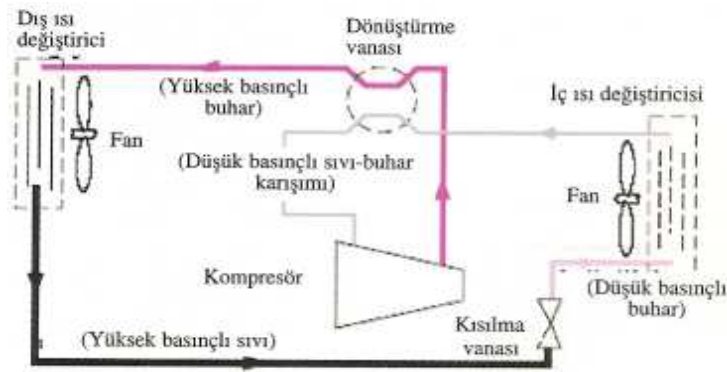 Dış ısı
değiştirici
Dönüştürme
vanası
(Yüksek basınçlı
buhar)
İç ısı değiştiricisi
Fan
(Düşük basınçlı sıvı-buhar
karışımı)
Fan
Kompresör
(Düşük basınçlı
buhar)
Kısılma
vanası
(Yüksek basınçlı sıvı)